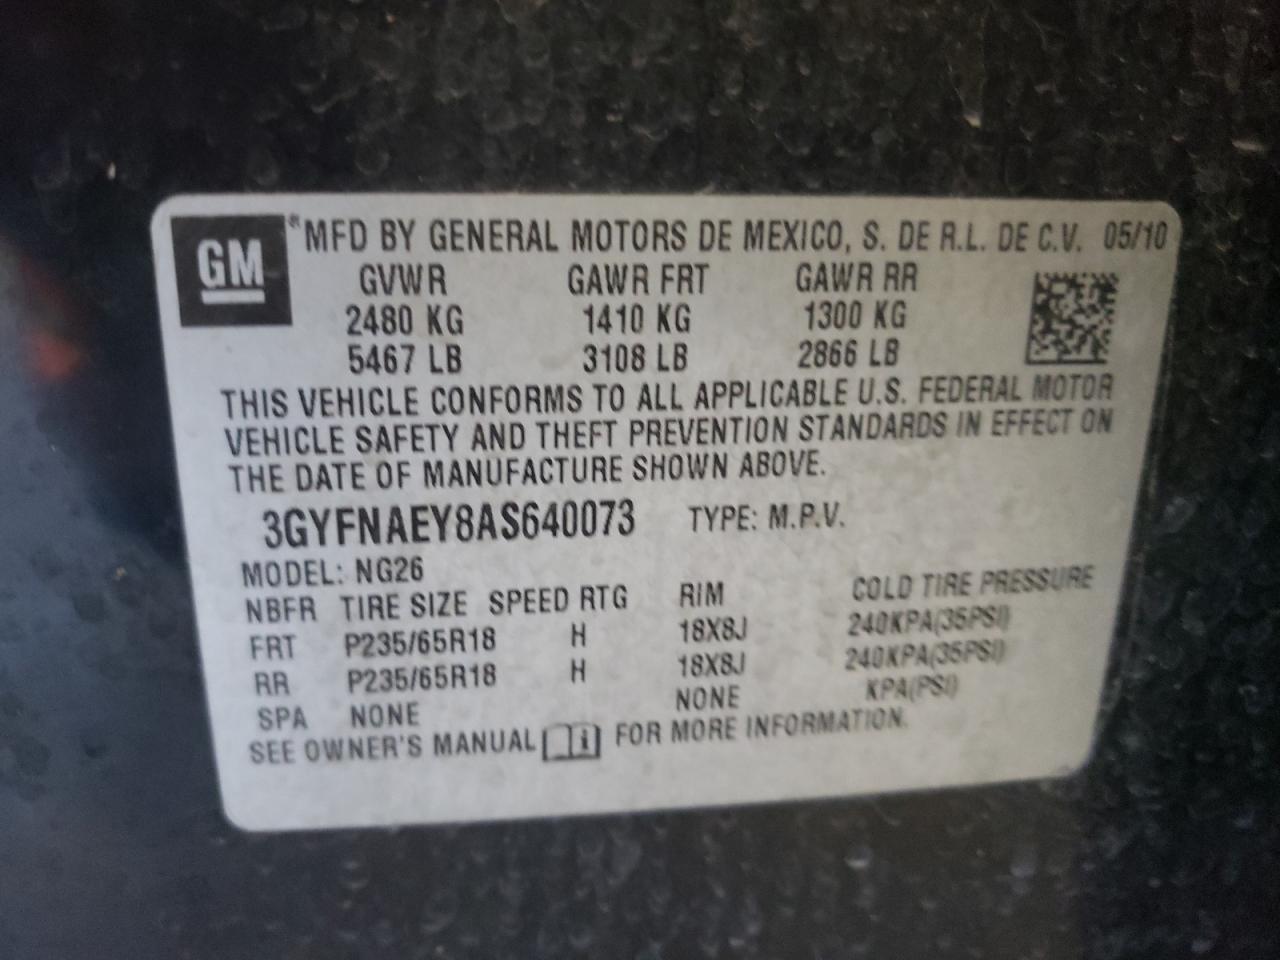 GM ® MFD BY GENERAL MOTORS DE MEXICO, S. DE R.L. DE C.V. 05/10
GVWR GAWR FRT GAWR RR
2480 KG 1410 KG 1300 KG
5467 LB 3108 LB 2866 LB
THIS VEHICLE CONFORMS TO ALL APPLICABLE U.S. FEDERAL MOTOR
VEHICLE SAFETY AND THEFT PREVENTION STANDARDS IN EFFECT ON
THE DATE OF MANUFACTURE SHOWN ABOVE.
3GYFNAEY8AS640073 TYPE: M.P.V.
MODEL: NG26
NBFR TIRE SIZE SPEED RTG RIM COLD TIRE PRESSURE
FRT P235/65R18 H 18X8J 240KPA(35PSI)
RR P235/65R18 H 18X8J 240KPA(35PSI)
SPA NONE NONE KPA(PSI)
SEE OWNER'S MANUAL i FOR MORE INFORMATION.